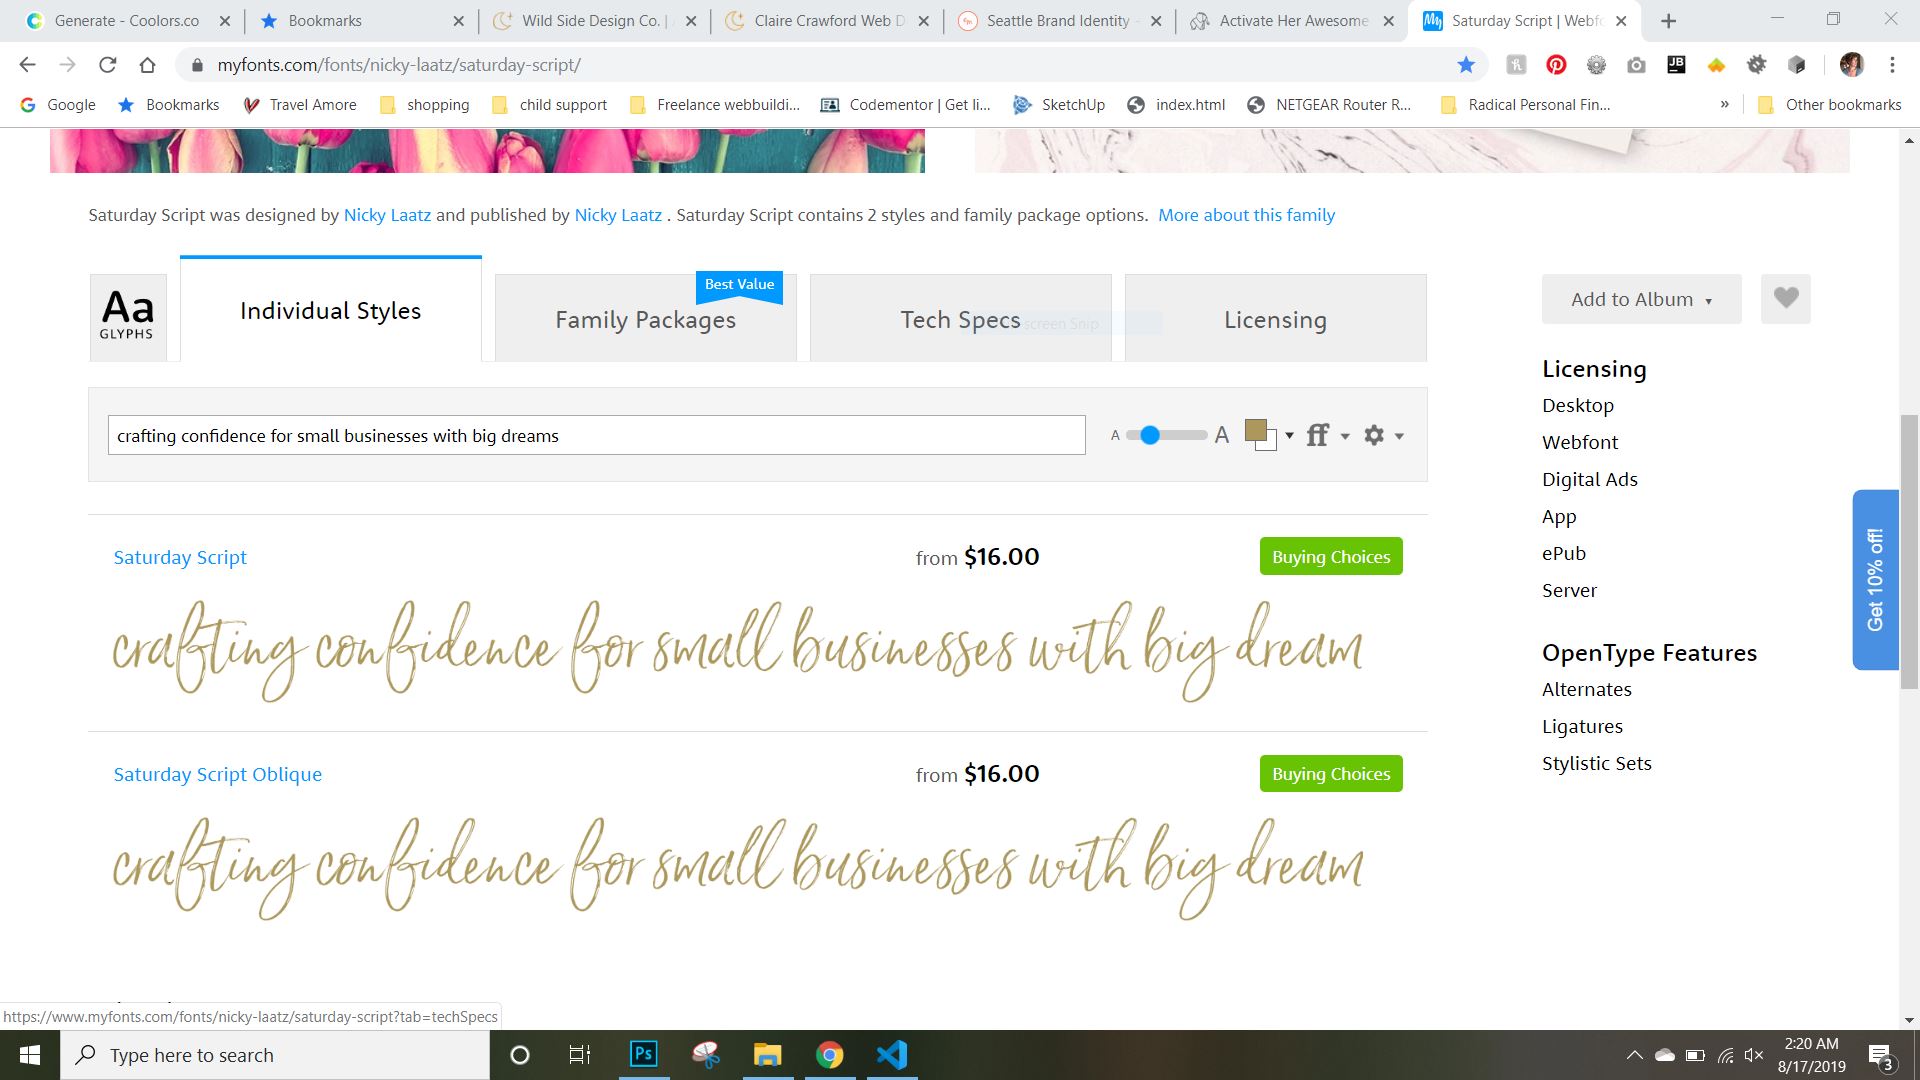 Generate - Coolors.co
Bookmarks
Wild Side Design Co. |
Claire Crawford Web D
Seattle Brand Identity -
Activate Her Awesome
Saturday Script | Webfo
myfonts.com/fonts/nicky-laatz/saturday-script/
Google
Bookmarks
Travel Amore
shopping
child support
Freelance webbuildi...
Codementor | Get li...
SketchUp
index.html
NETGEAR Router R...
Radical Personal Fin...
»
Other bookmarks
Saturday Script was designed by Nicky Laatz and published by Nicky Laatz . Saturday Script contains 2 styles and family package options. More about this family
Aa
GLYPHS
Individual Styles
Best Value
Family Packages
Tech Specs
screen Snip
Licensing
Add to Album
crafting confidence for small businesses with big dreams
A
A
ff
Saturday Script
from $16.00
Buying Choices
crafting confidence for small businesses with big dream
Saturday Script Oblique
from $16.00
Buying Choices
crafting confidence for small businesses with big dream
Licensing
Desktop
Webfont
Digital Ads
App
ePub
Server
OpenType Features
Alternates
Ligatures
Stylistic Sets
Get 10% off!
https://www.myfonts.com/fonts/nicky-laatz/saturday-script?tab=techSpecs
Type here to search
Ps
2:20 AM
8/17/2019
3